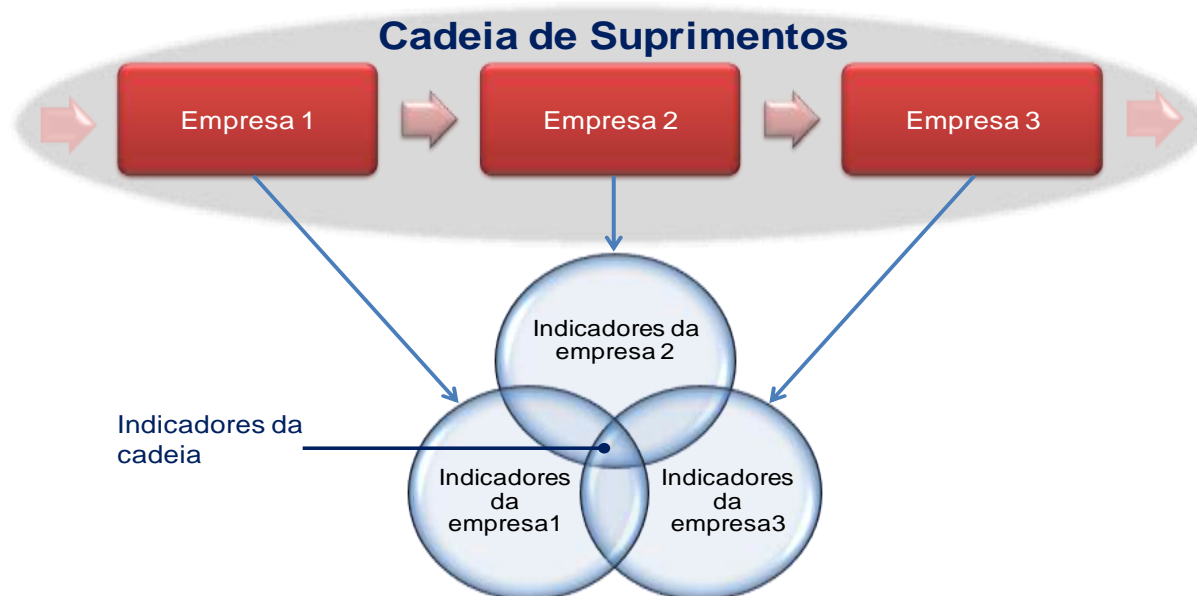 Cadeia de Suprimentos
Empresa 1
Empresa 2
Empresa 3
Indicadores da
empresa 2
Indicadores da
cadeia
Indicadores
da
empresa1
Indicadores
da
empresa3